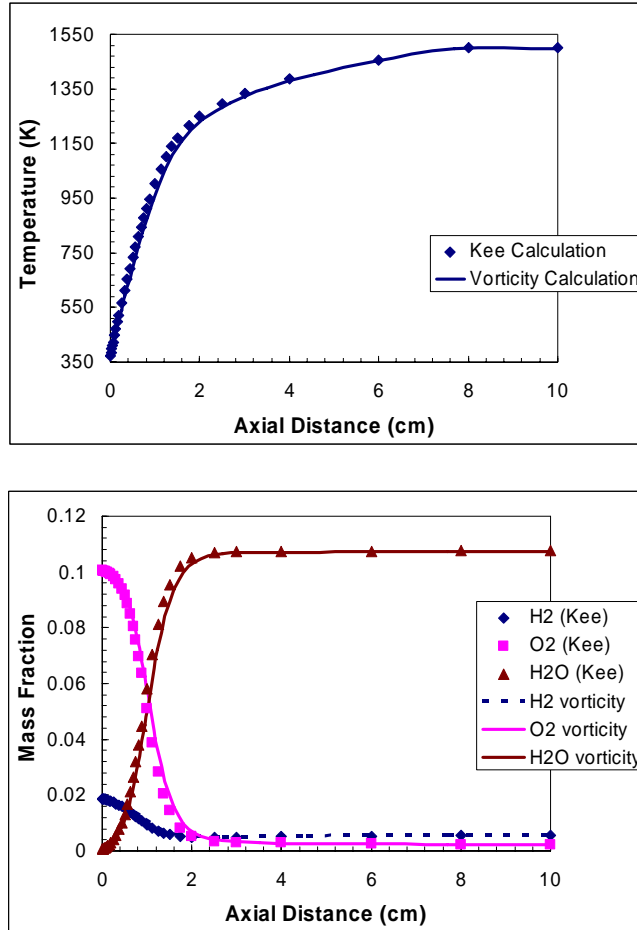 1550
1350
1150
950
750
550
350
Temperature (K)
Kee Calculation
Vorticity Calculation
0 2 4 6 8 10
Axial Distance (cm)
0.12
0.1
0.08
0.06
0.04
0.02
0
Mass Fraction
H2 (Kee)
O2 (Kee)
H2O (Kee)
H2 vorticity
O2 vorticity
H2O vorticity
0 2 4 6 8 10
Axial Distance (cm)